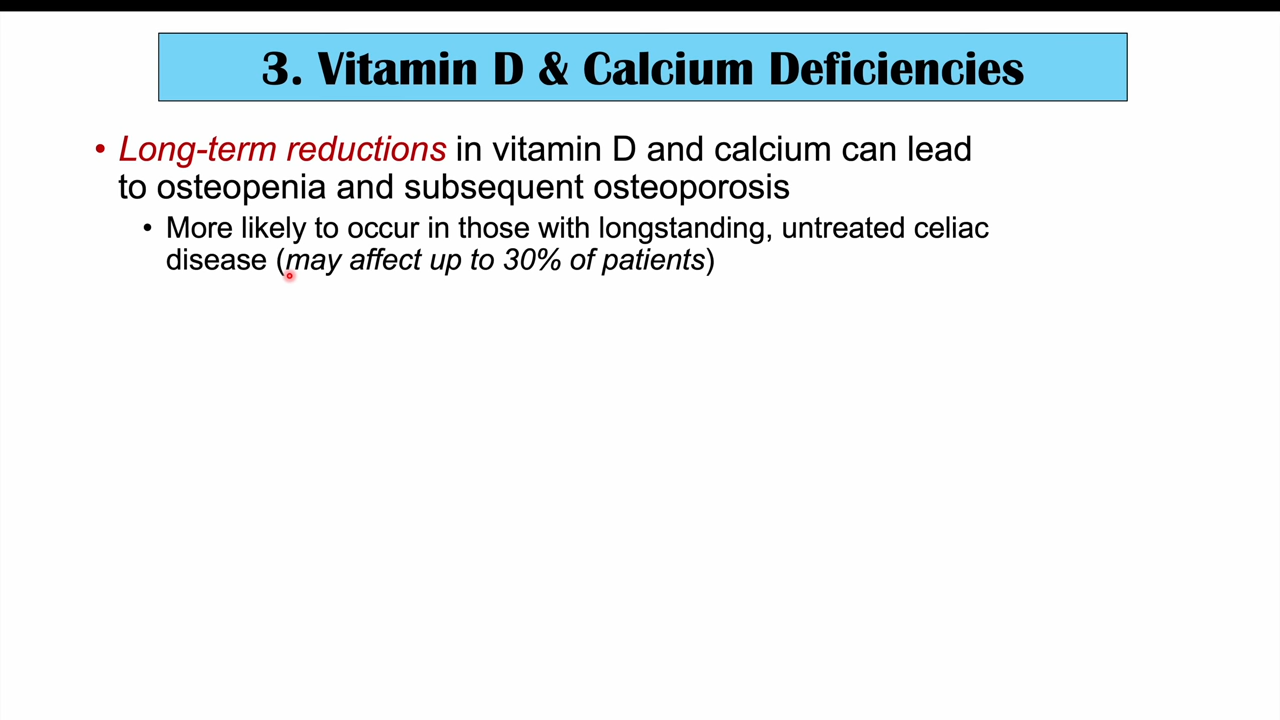 3. Vitamin D & Calcium Deficiencies
• Long-term reductions in vitamin D and calcium can lead
to osteopenia and subsequent osteoporosis
• More likely to occur in those with longstanding, untreated celiac
disease (may affect up to 30% of patients)